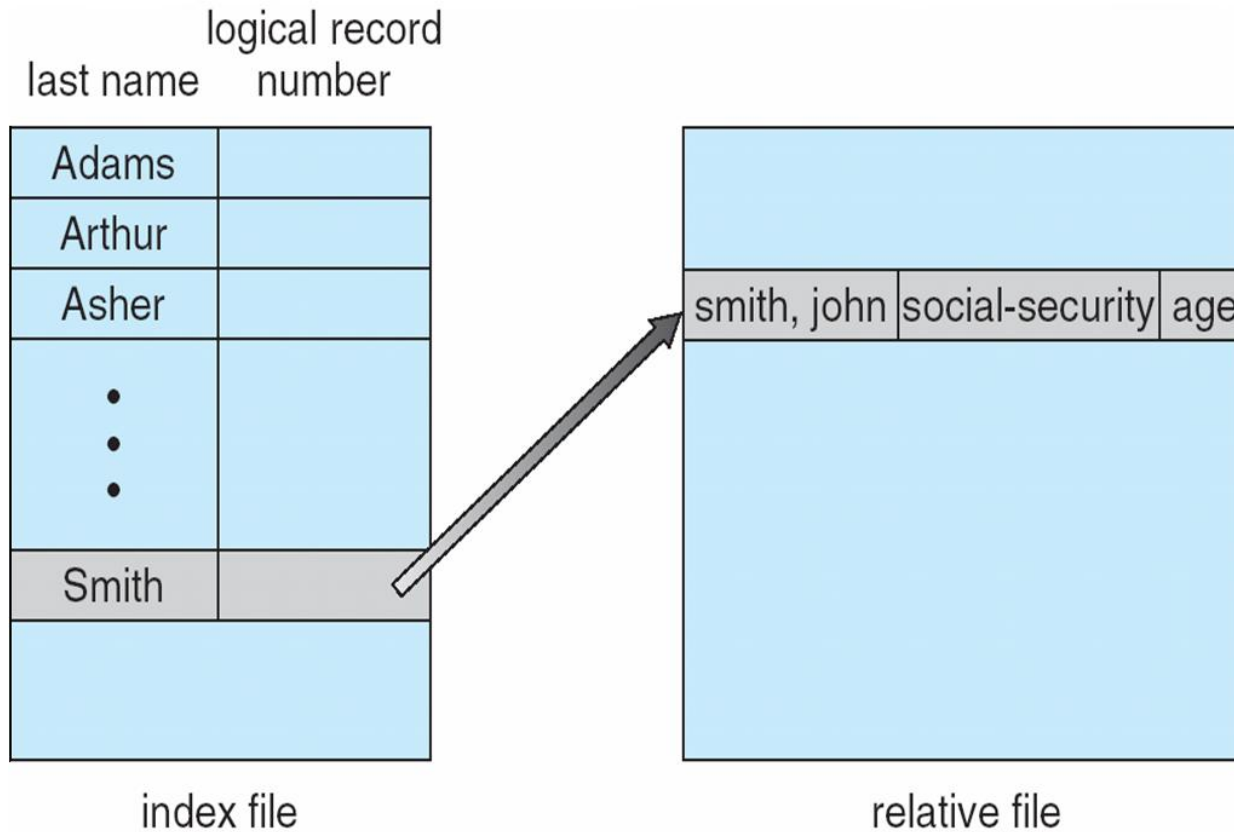 logical record
last name number
Adams
Arthur
Asher
Smith
smith, john social-security age
index file relative file